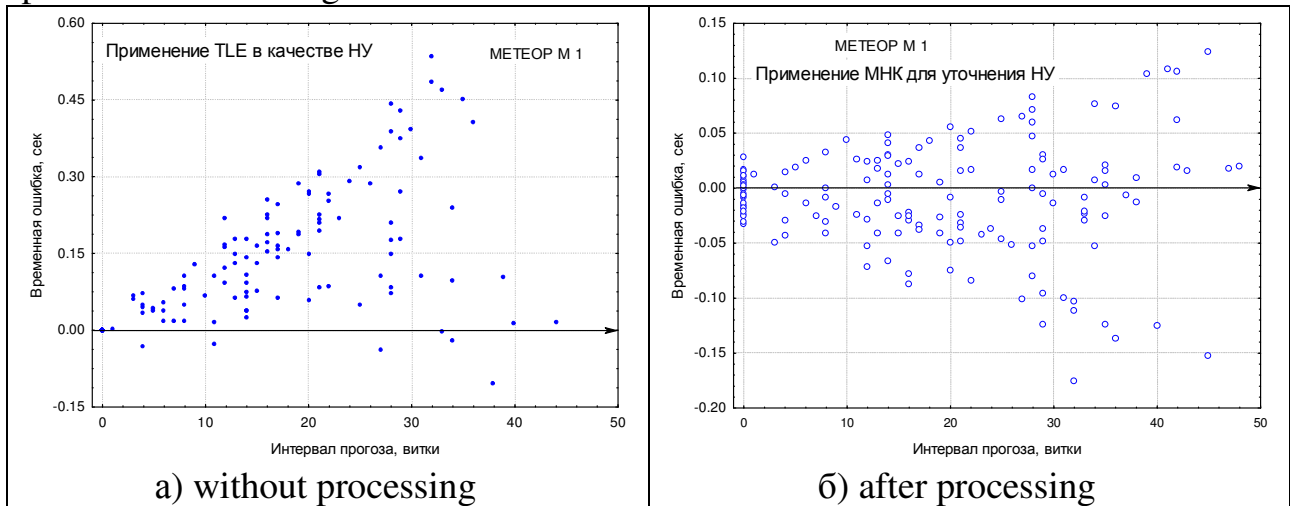 Применение TLE в качестве НУ
МЕТЕОР М 1
Временная ошибка, сек
0.60
0.45
0.30
0.15
0.00
-0.15
0 10 20 30 40 50
Интервал прогоза, витки
а) without processing
МЕТЕОР М 1
Применение МНК для уточнения НУ
Временная ошибка, сек
0.15
0.10
0.05
0.00
-0.05
-0.10
-0.15
-0.20
0 10 20 30 40 50
Интервал прогоза, витки
б) after processing